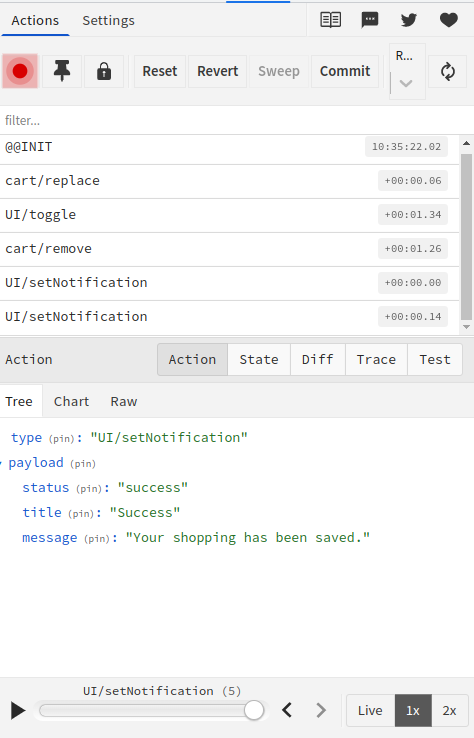 Actions Settings
Reset Revert Sweep Commit R...
filter...
@@INIT 10:35:22.02
cart/replace +00:00.06
UI/toggle +00:01.34
cart/remove +00:01.26
UI/setNotification +00:00.00
UI/setNotification +00:00.14
Action Action State Diff Trace Test
Tree Chart Raw
type (pin): "UI/setNotification"
payload (pin)
status (pin): "success"
title (pin): "Success"
message (pin): "Your shopping has been saved."
UI/setNotification (5)
Live 1x 2x